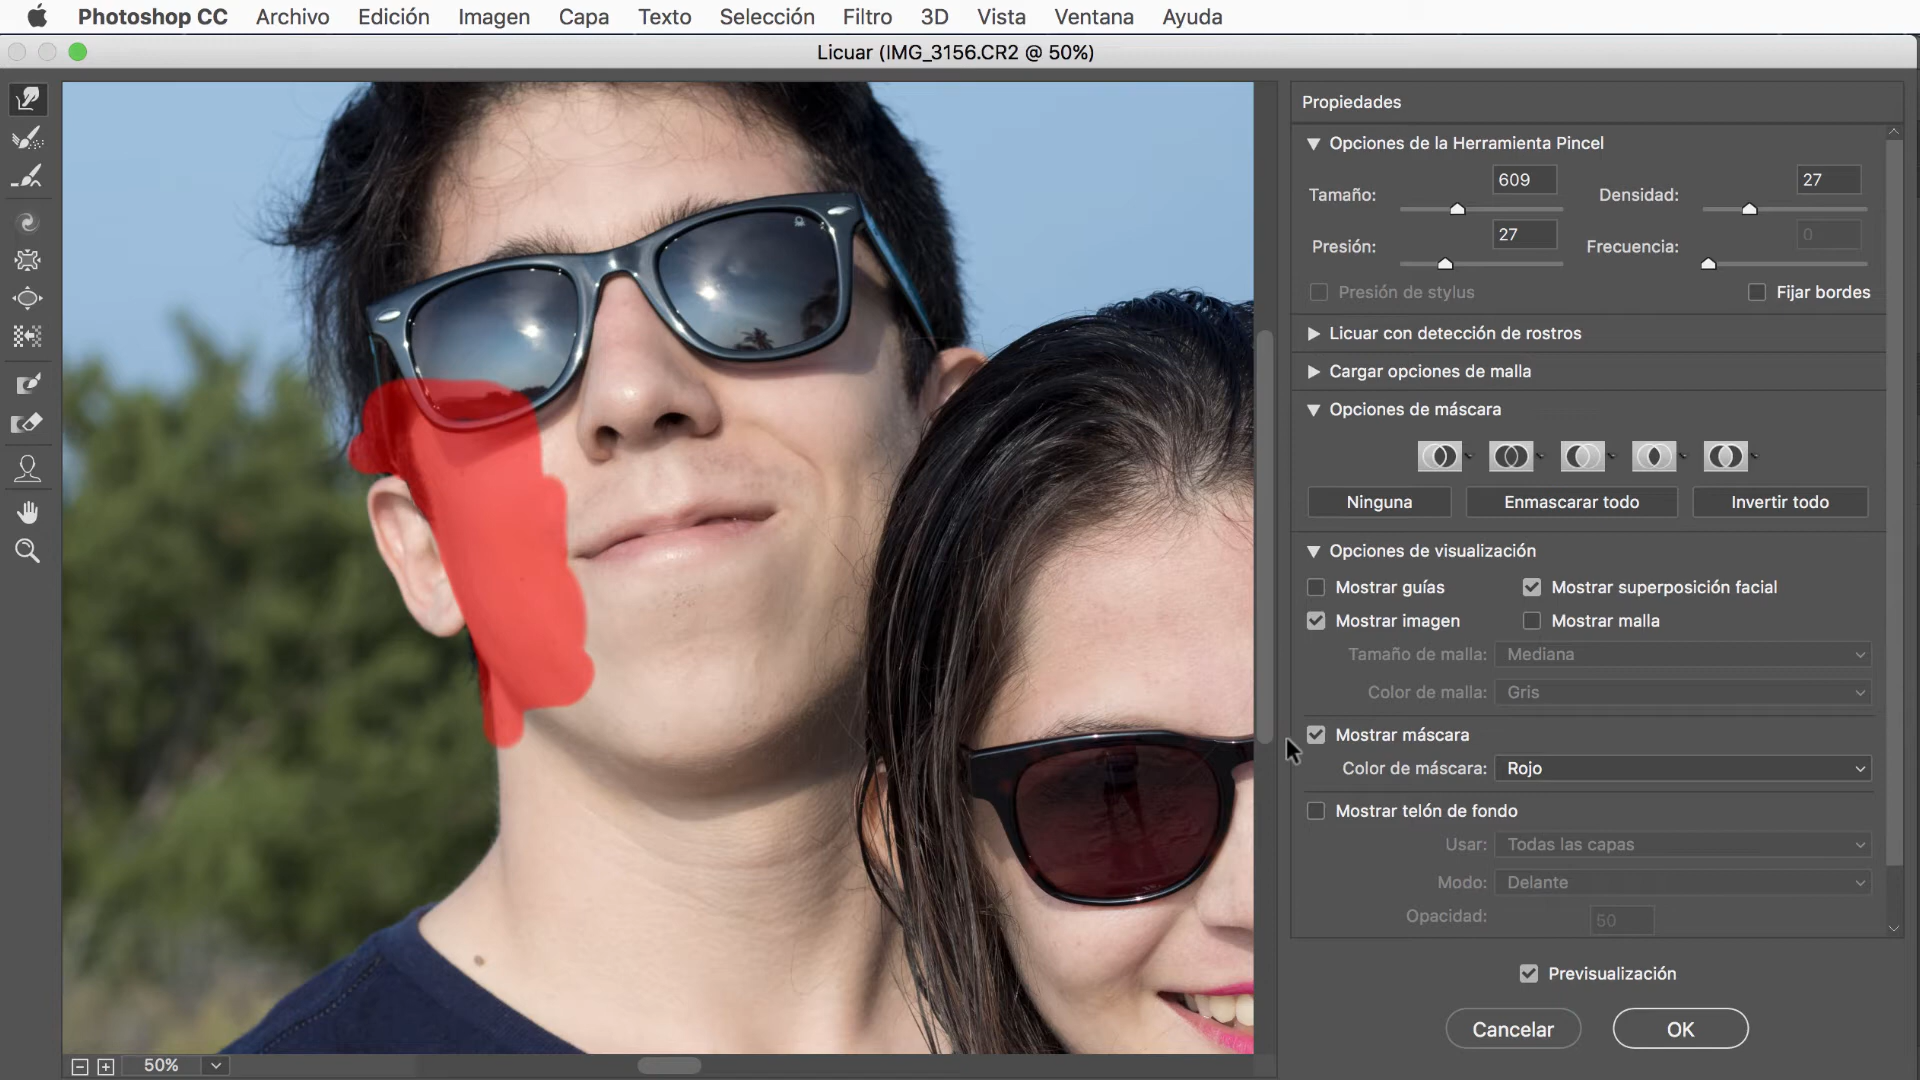 Photoshop CC Archivo Edición Imagen Capa Texto Selección Filtro 3D Vista Ventana Ayuda
Licuar (IMG_3156.CR2 @ 50%)
Propiedades
Opciones de la Herramienta Pincel
Tamaño: 609 Densidad: 27
Presión: 27 Frecuencia: 0
Presión de stylus Fijar bordes
Licuar con detección de rostros
Cargar opciones de malla
Opciones de máscara
Ninguna Enmascarar todo Invertir todo
Opciones de visualización
Mostrar guías Mostrar superposición facial
Mostrar imagen Mostrar malla
Tamaño de malla: Mediana
Color de malla: Gris
Mostrar máscara
Color de máscara: Rojo
Mostrar telón de fondo
Usar: Todas las capas
Modo: Delante
Opacidad: 50
Previsualización
Cancelar OK
50%